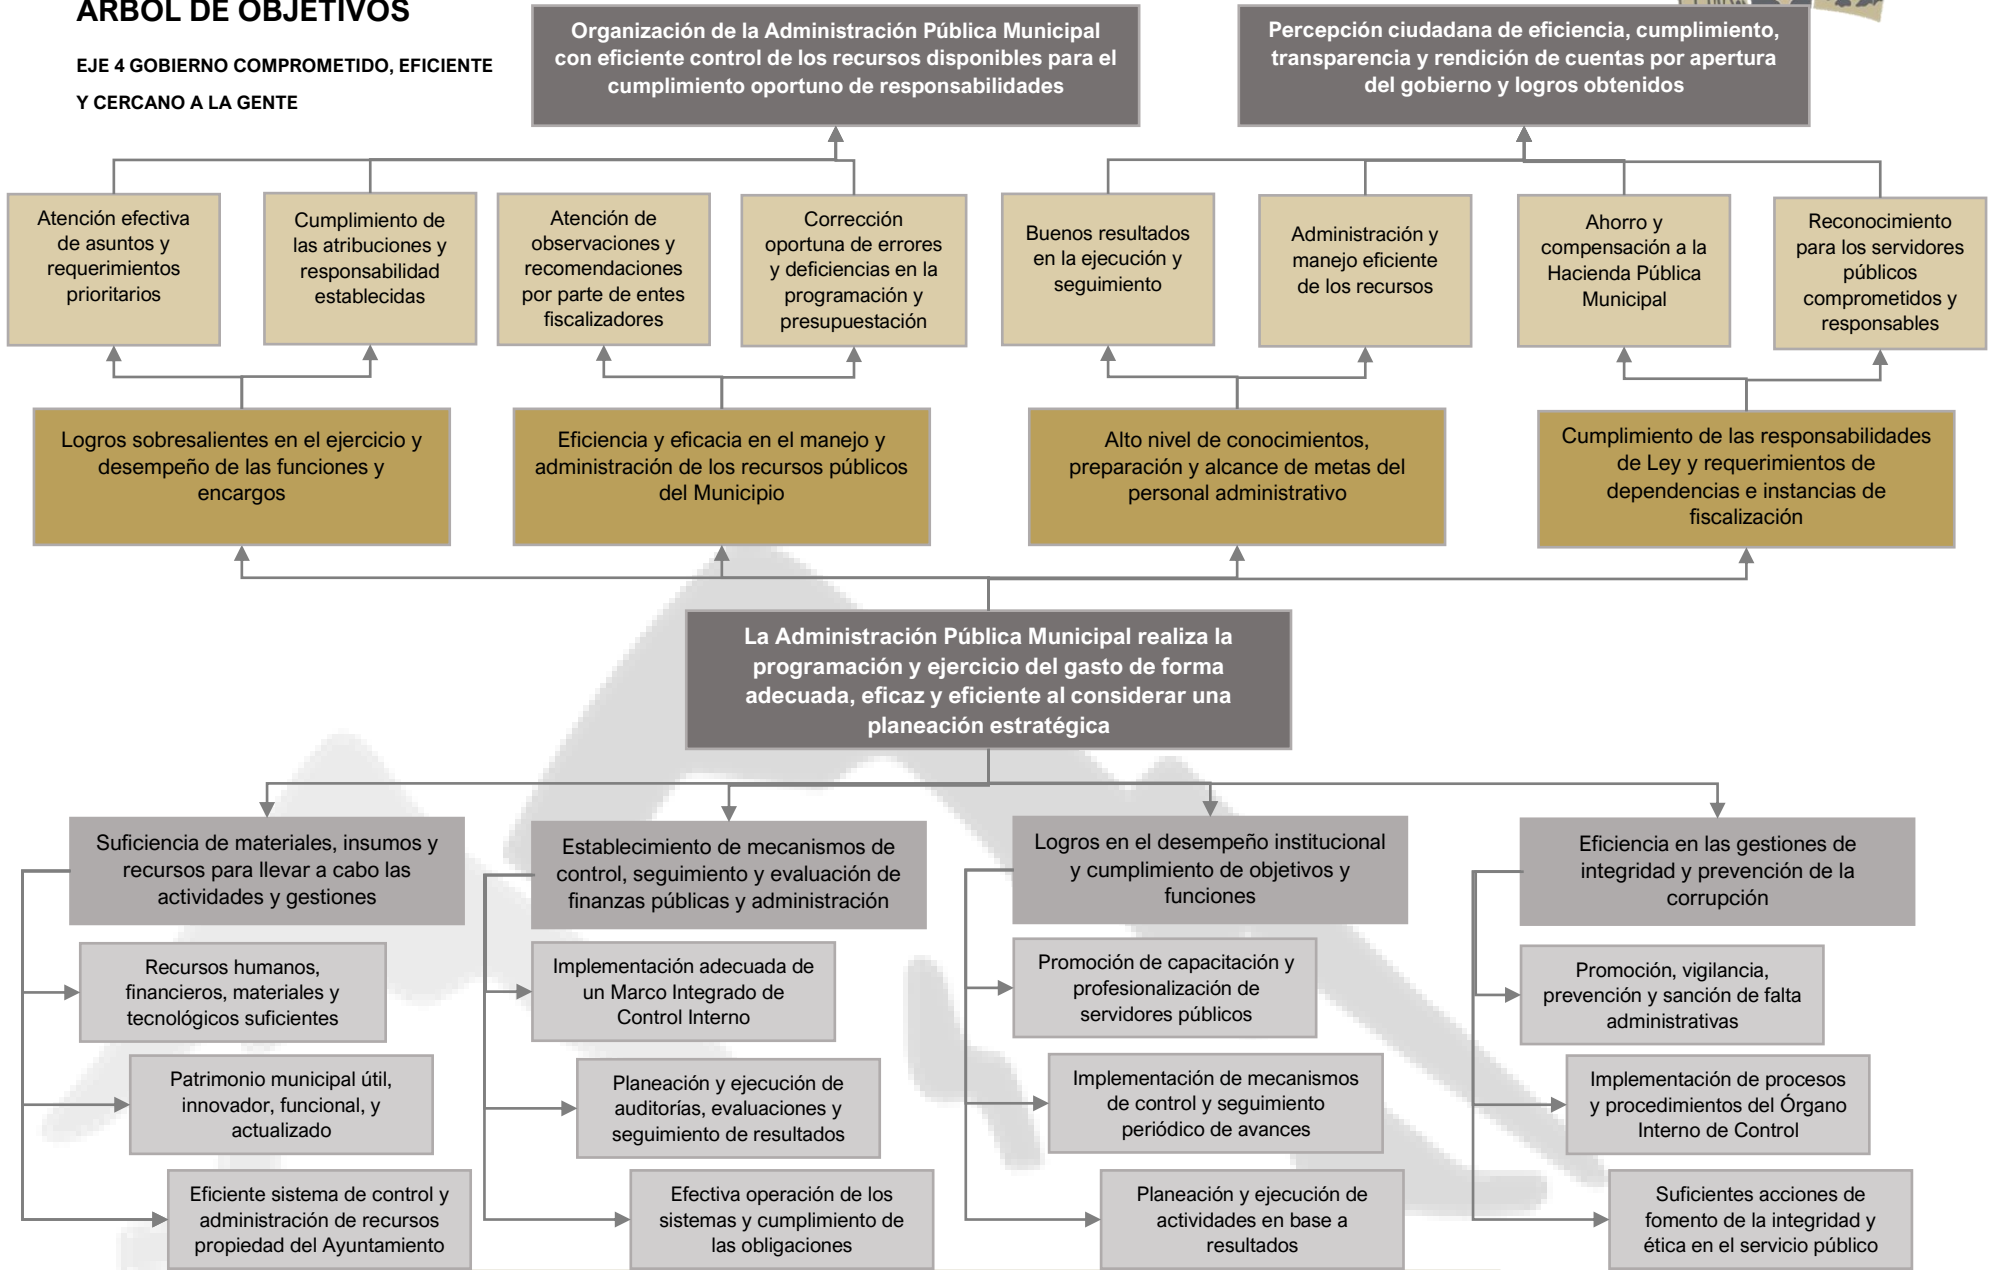 ÁRBOL DE OBJETIVOS
EJE 4 GOBIERNO COMPROMETIDO, EFICIENTE
Y CERCANO A LA GENTE
Organización de la Administración Pública Municipal
con eficiente control de los recursos disponibles para el
cumplimiento oportuno de responsabilidades
Percepción ciudadana de eficiencia, cumplimiento,
transparencia y rendición de cuentas por apertura
del gobierno y logros obtenidos
Atención efectiva
de asuntos y
requerimientos
prioritarios
Cumplimiento de
las atribuciones y
responsabilidad
establecidas
Atención de
observaciones y
recomendaciones
por parte de entes
fiscalizadores
Corrección
oportuna de errores
y deficiencias en la
programación y
presupuestación
Buenos resultados
en la ejecución y
seguimiento
Administración y
manejo eficiente
de los recursos
Ahorro y
compensación a la
Hacienda Pública
Municipal
Reconocimiento
para los servidores
públicos
comprometidos y
responsables
Logros sobresalientes en el ejercicio y
desempeño de las funciones y
encargos
Eficiencia y eficacia en el manejo y
administración de los recursos públicos
del Municipio
Alto nivel de conocimientos,
preparación y alcance de metas del
personal administrativo
Cumplimiento de las responsabilidades
de Ley y requerimientos de
dependencias e instancias de
fiscalización
La Administración Pública Municipal realiza la
programación y ejercicio del gasto de forma
adecuada, eficaz y eficiente al considerar una
planeación estratégica
Suficiencia de materiales, insumos y
recursos para llevar a cabo las
actividades y gestiones
Establecimiento de mecanismos de
control, seguimiento y evaluación de
finanzas públicas y administración
Logros en el desempeño institucional
y cumplimiento de objetivos y
funciones
Eficiencia en las gestiones de
integridad y prevención de la
corrupción
Recursos humanos,
financieros, materiales y
tecnológicos suficientes
Implementación adecuada de
un Marco Integrado de
Control Interno
Promoción de capacitación y
profesionalización de
servidores públicos
Promoción, vigilancia,
prevención y sanción de falta
administrativas
Patrimonio municipal útil,
innovador, funcional, y
actualizado
Planeación y ejecución de
auditorías, evaluaciones y
seguimiento de resultados
Implementación de mecanismos
de control y seguimiento
periódico de avances
Implementación de procesos
y procedimientos del Órgano
Interno de Control
Eficiente sistema de control y
administración de recursos
propiedad del Ayuntamiento
Efectiva operación de los
sistemas y cumplimiento de
las obligaciones
Planeación y ejecución de
actividades en base a
resultados
Suficientes acciones de
fomento de la integridad y
ética en el servicio público